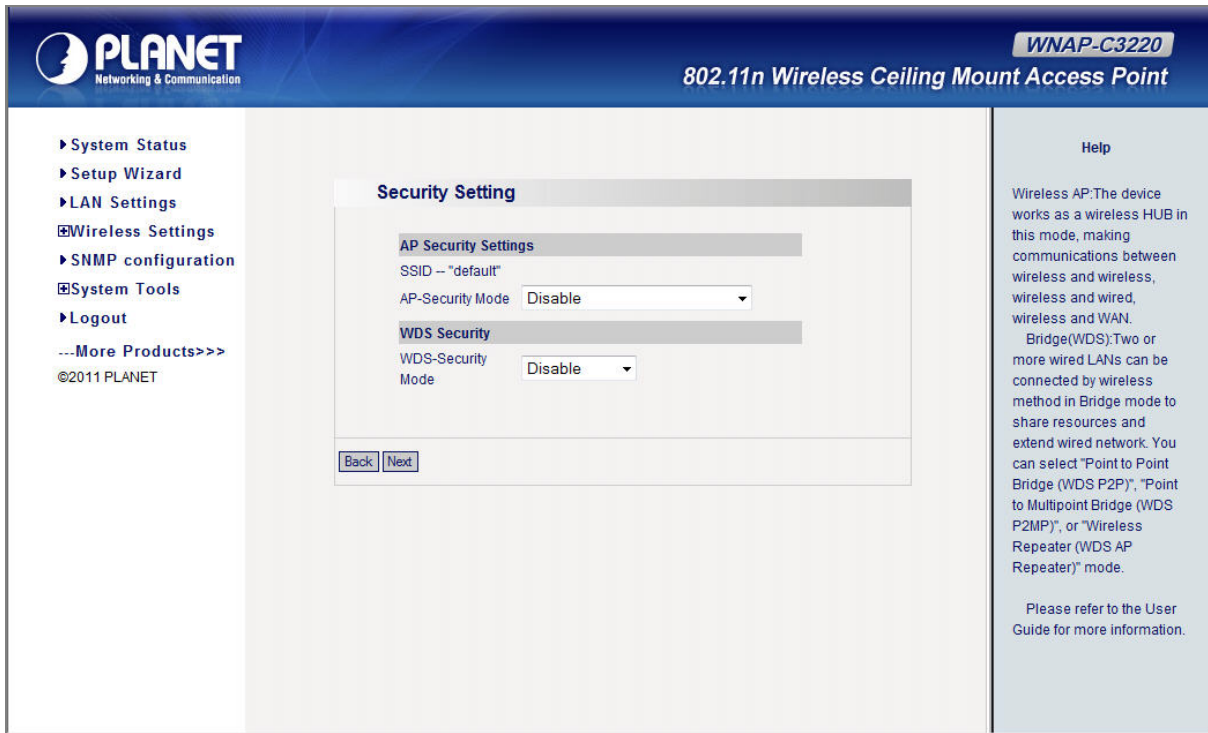 PLANET
Networking & Communication
WNAP-C3220
802.11n Wireless Ceiling Mount Access Point
System Status
Setup Wizard
LAN Settings
Wireless Settings
SNMP configuration
System Tools
Logout
---More Products>>>
©2011 PLANET
Security Setting
AP Security Settings
SSID -- "default"
AP-Security Mode Disable
WDS Security
WDS-Security
Mode
Disable
Back Next
Help
Wireless AP:The device
works as a wireless HUB in
this mode, making
communications between
wireless and wireless,
wireless and wired,
wireless and WAN.
Bridge(WDS):Two or
more wired LANs can be
connected by wireless
method in Bridge mode to
share resources and
extend wired network. You
can select "Point to Point
Bridge (WDS P2P)", "Point
to Multipoint Bridge (WDS
P2MP)", or "Wireless
Repeater (WDS AP
Repeater)" mode.
Please refer to the User
Guide for more information.